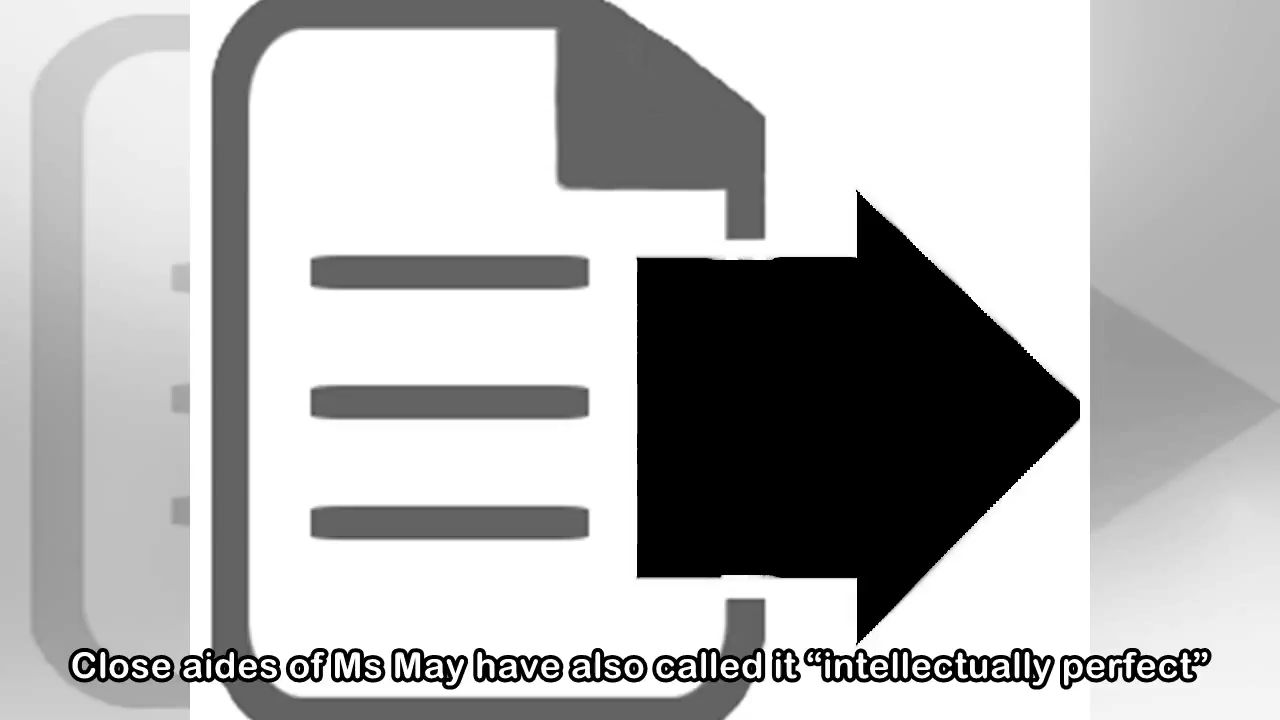 Close aides of Ms May have also called it “intellectually perfect”